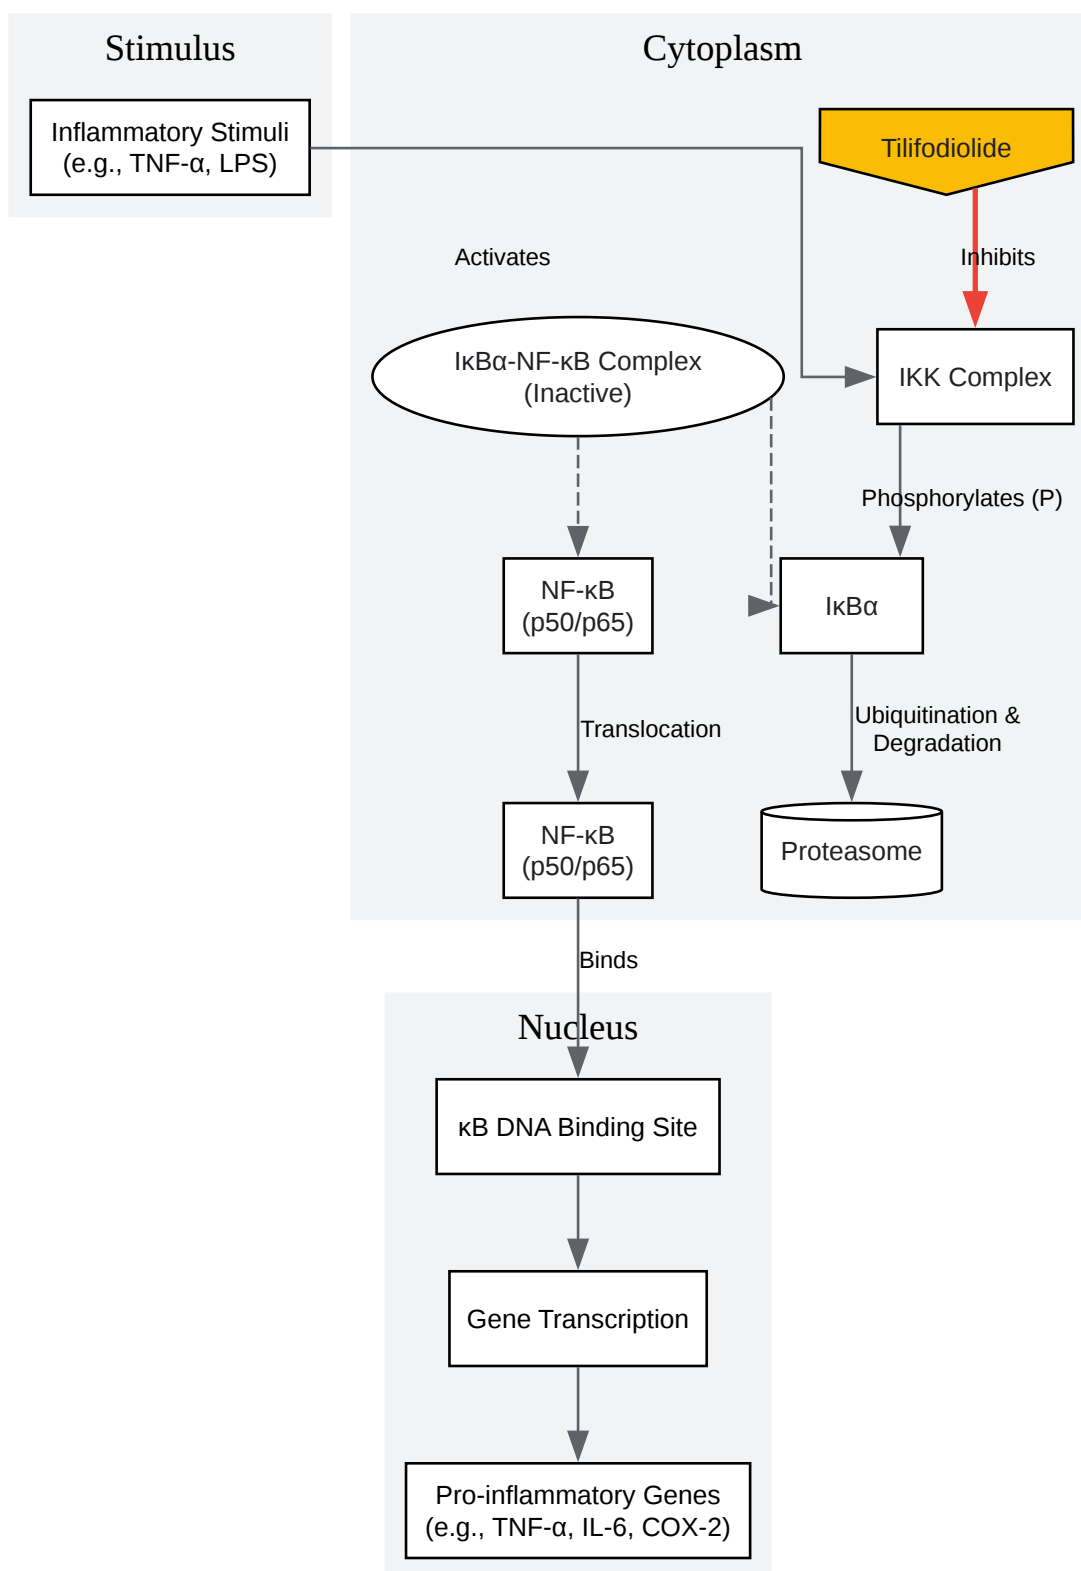 Stimulus
Cytoplasm
Inflammatory Stimuli
(e.g., TNF-α, LPS)
Tilifodiolide
Activates
Inhibits
IκBα-NF-κB Complex
(Inactive)
IKK Complex
Phosphorylates (P)
NF-κB
(p50/p65)
IκBα
Translocation
Ubiquitination &
Degradation
NF-κB
(p50/p65)
Proteasome
Binds
Nucleus
κB DNA Binding Site
Gene Transcription
Pro-inflammatory Genes
(e.g., TNF-α, IL-6, COX-2)